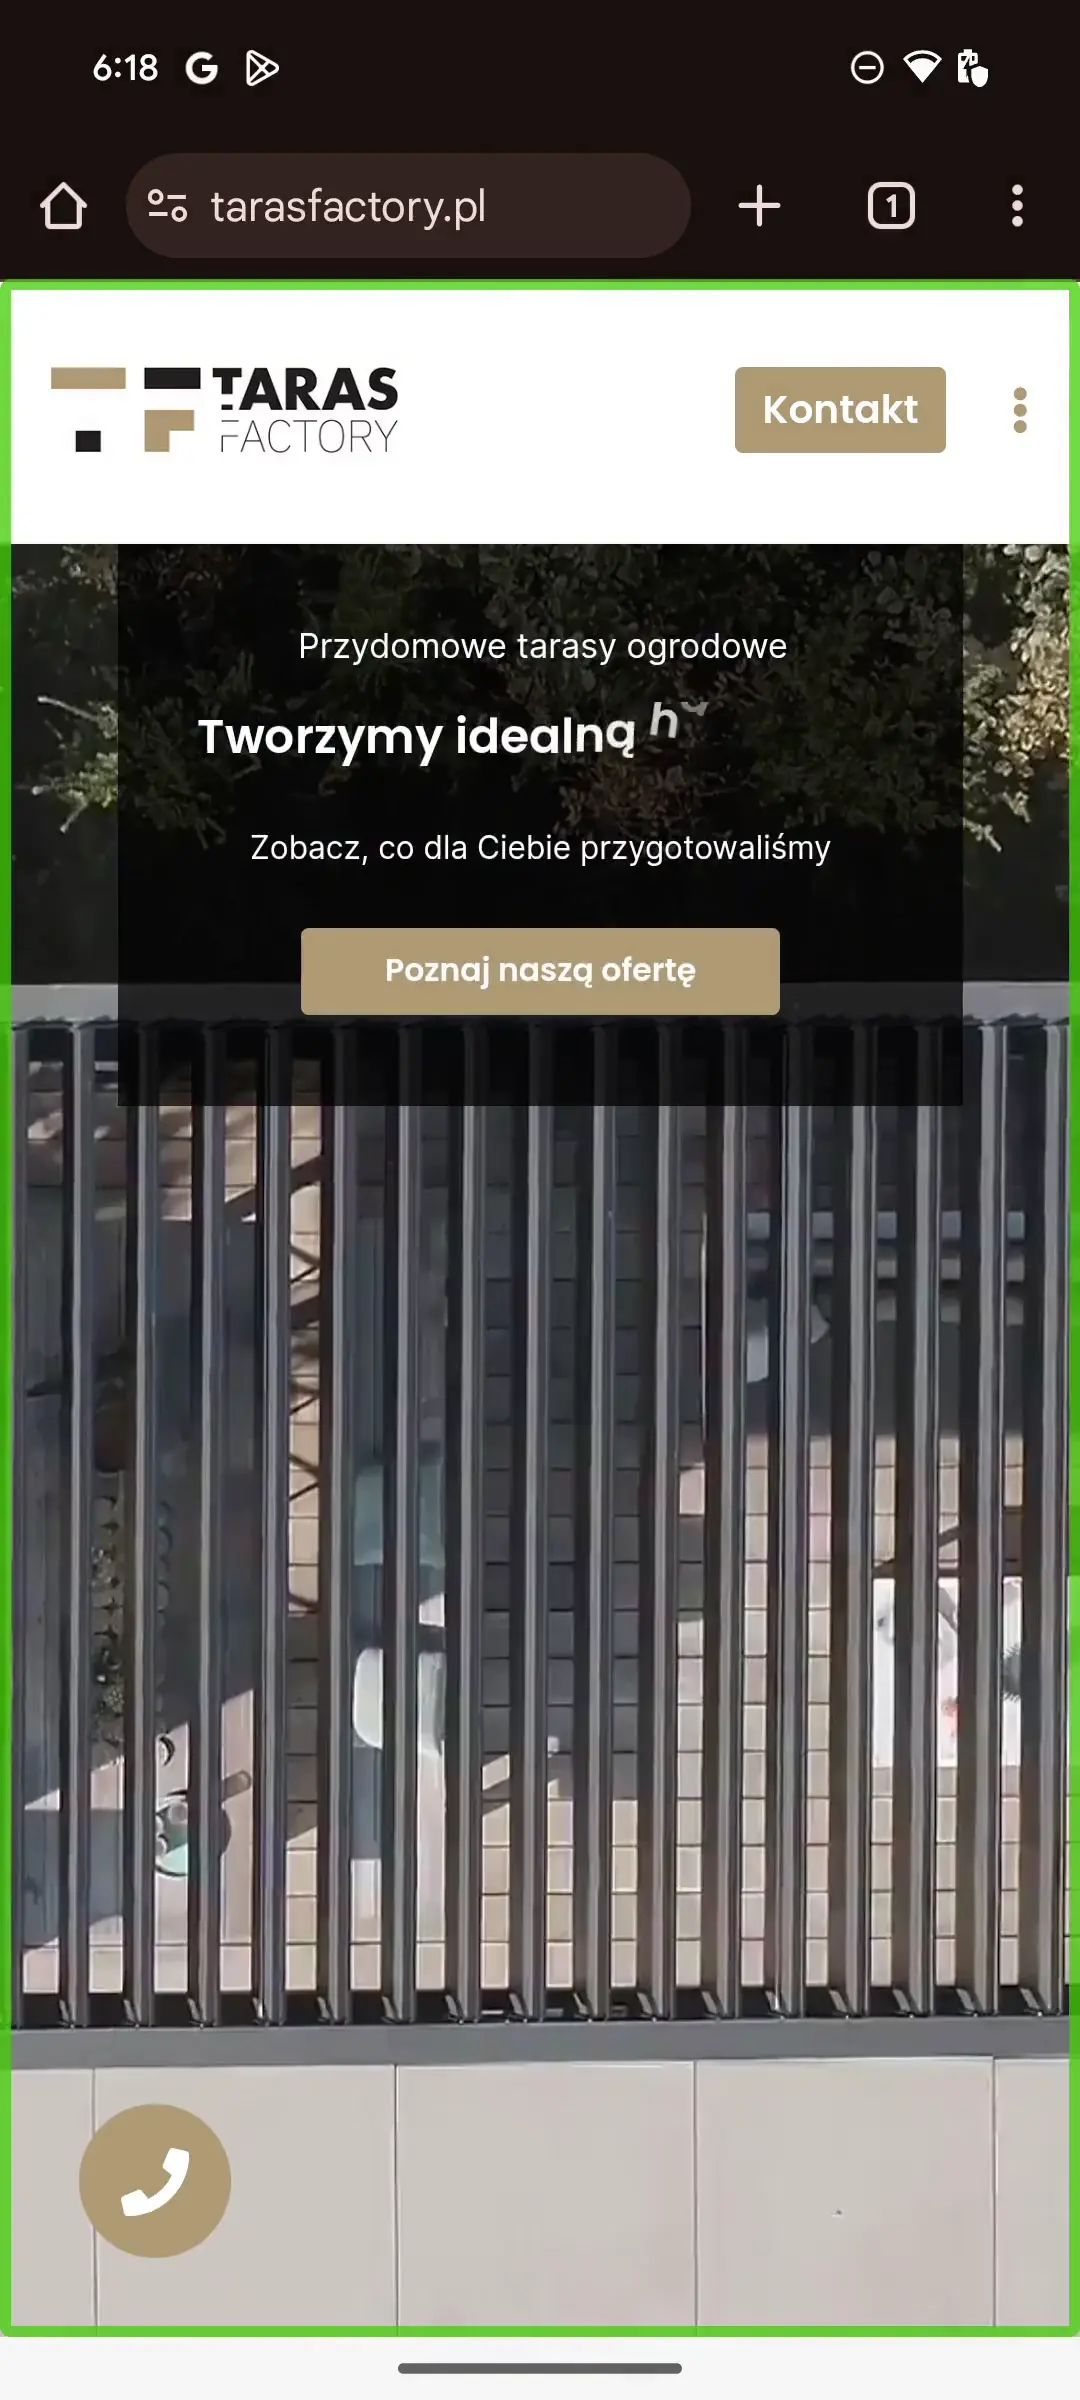 6:18
tarasfactory.pl
1
TARAS
FACTORY
Kontakt
Przydomowe tarasy ogrodowe
Tworzymy idealną h
Zobacz, co dla Ciebie przygotowaliśmy
Poznaj naszą ofertę